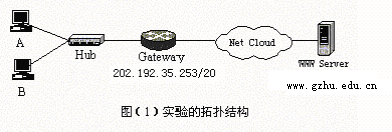 A
B
Hub
Gateway
202.192.35.253/20
Net Cloud
WWW Server
www.gzhu.edu.cn
图(1)实验的拓扑结构